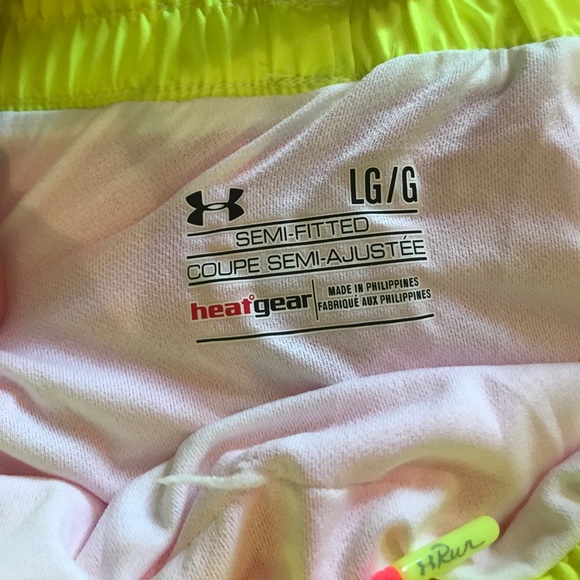 LG/G
SEMI-FITTED
COUPE SEMI-AJUSTÉE
heatgear
MADE IN PHILIPPINES
FABRIQUÉ AUX PHILIPPINES